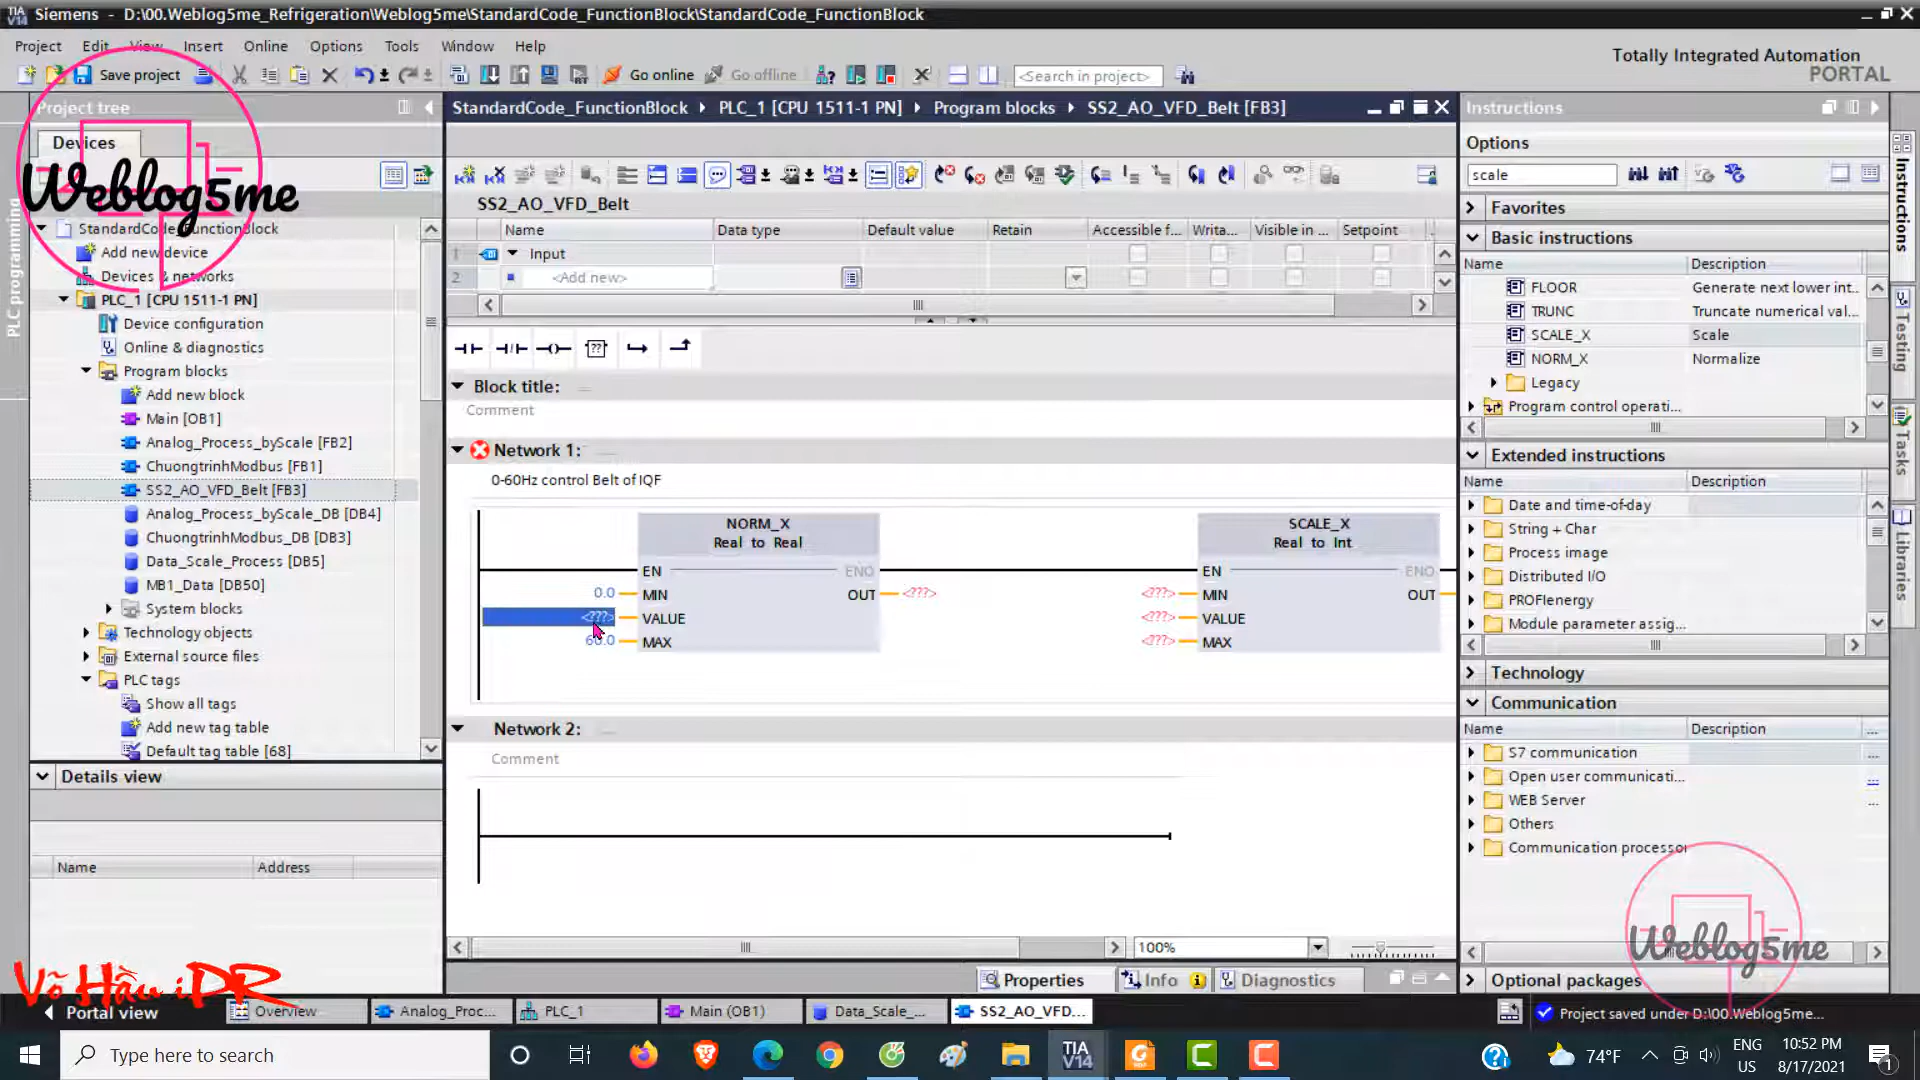 Siemens - D:\00.Weblog5me_Refrigeration\Weblog5me\StandardCode_FunctionBlock\StandardCode_FunctionBlock
Project Edit View Insert Online Options Tools Window Help
Totally Integrated Automation
PORTAL
Save project
Go online
Go offline
<Search in project>
Project tree
StandardCode_FunctionBlock PLC_1 [CPU 1511-1 PN] Program blocks SS2_AO_VFD_Belt [FB3]
Instructions
Devices
Options
Weblog5me
scale
StandardCode_FunctionBlock
Add new device
Devices & networks
PLC_1 [CPU 1511-1 PN]
Device configuration
Online & diagnostics
Program blocks
Add new block
Main [OB1]
Analog_Process_byScale [FB2]
ChuongtrinhModbus [FB1]
SS2_AO_VFD_Belt [FB3]
Analog_Process_byScale_DB [DB4]
ChuongtrinhModbus_DB [DB3]
Data_Scale_Process [DB5]
MB1_Data [DB50]
System blocks
Technology objects
External source files
PLC tags
Show all tags
Add new tag table
Default tag table [68]
Details view
Name Address
PLC programming
SS2_AO_VFD_Belt
Name Data type Default value Retain Accessible f... Writa... Visible in ... Setpoint
1 Input
2 <Add new>
Block title:
Comment
Network 1:
0-60Hz control Belt of IQF
NORM_X
Real to Real
EN ENO
0.0 MIN OUT <???>
<???> VALUE
60.0 MAX
SCALE_X
Real to Int
EN ENO
<???> MIN OUT
<???> VALUE
<???> MAX
Network 2:
Comment
100%
Properties Info Diagnostics
Favorites
Basic instructions
Name Description
FLOOR Generate next lower int..
TRUNC Truncate numerical val...
SCALE_X Scale
NORM_X Normalize
Legacy
Program control operati...
Extended instructions
Name Description
Date and time-of-day
String + Char
Process image
Distributed I/O
PROFIenergy
Module parameter assig...
Technology
Communication
Name Description ...
S7 communication ...
Open user communicati... ...
WEB Server ...
Others
Communication processor
Optional packages
Instructions
Testing
Tasks
Libraries
Weblog5me
Võ Hầu iDR
Portal view Overview Analog_Proc... PLC_1 Main (OB1) Data_Scale_... SS2_AO_VFD...
Project saved under D:\00.Weblog5me...
Type here to search
TIA V14
74°F
ENG
US
10:52 PM
8/17/2021
1